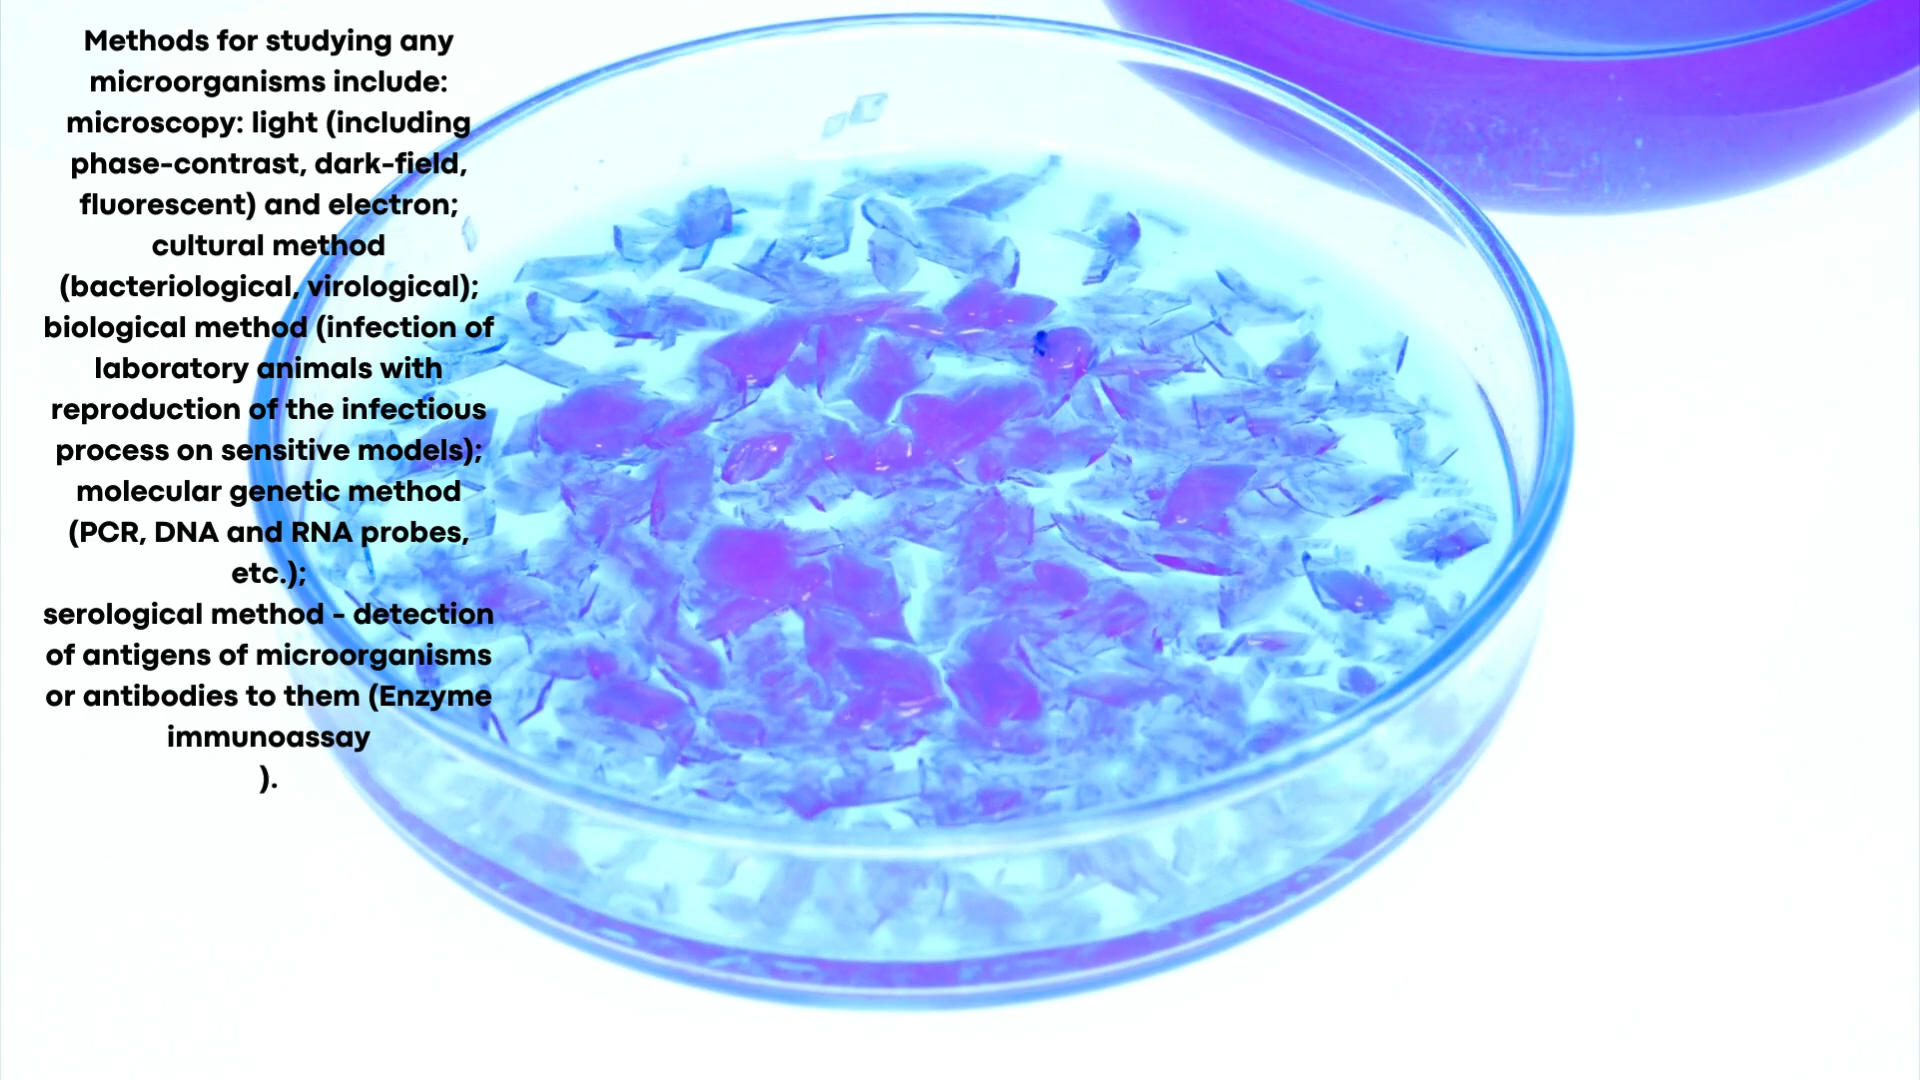 Methods for studying any
microorganisms include:
microscopy: light (including
phase-contrast, dark-field,
fluorescent) and electron;
cultural method
(bacteriological, virological);
biological method (infection of
laboratory animals with
reproduction of the infectious
process on sensitive models);
molecular genetic method
(PCR, DNA and RNA probes,
etc.);
serological method - detection
of antigens of microorganisms
or antibodies to them (Enzyme
immunoassay
).